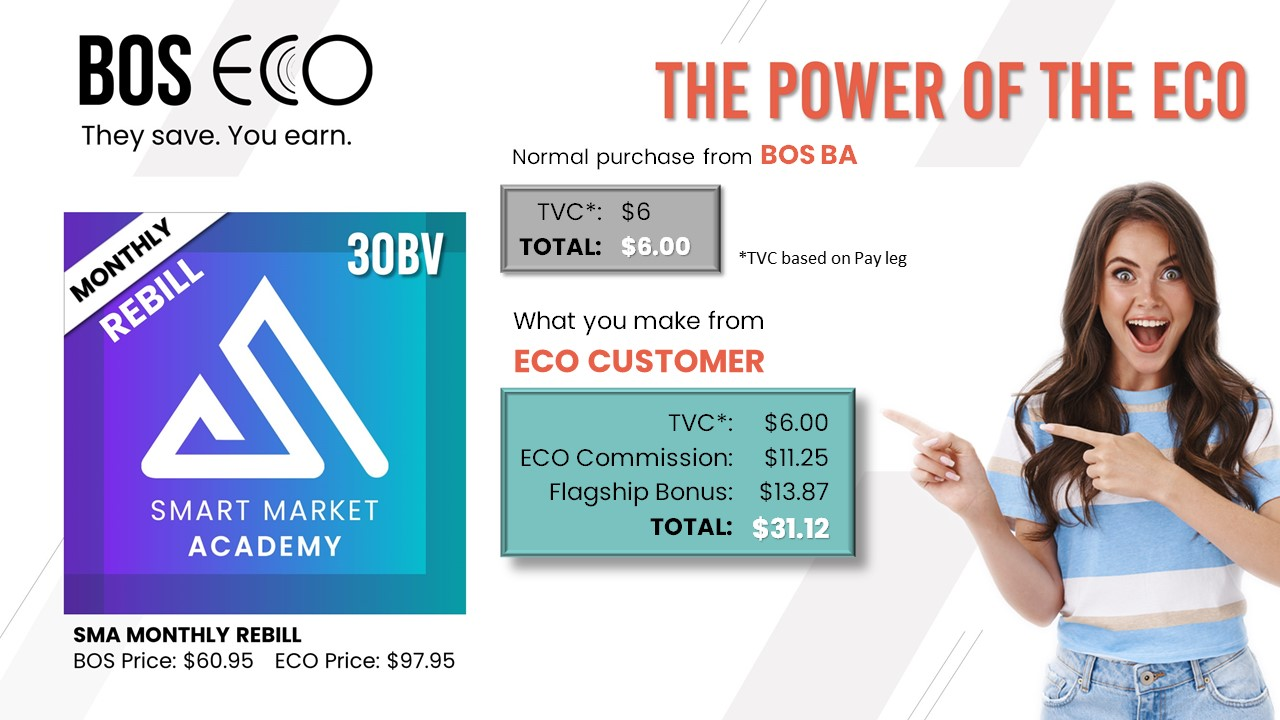 BOS ECO
They save. You earn.
THE POWER OF THE ECO
Normal purchase from BOS BA
TVC*: $6
TOTAL: $6.00
*TVC based on Pay leg
What you make from
ECO CUSTOMER
TVC*: $6.00
ECO Commission: $11.25
Flagship Bonus: $13.87
TOTAL: $31.12
MONTHLY
REBILL
30BV
SMART MARKET
ACADEMY
SMA MONTHLY REBILL
BOS Price: $60.95 ECO Price: $97.95